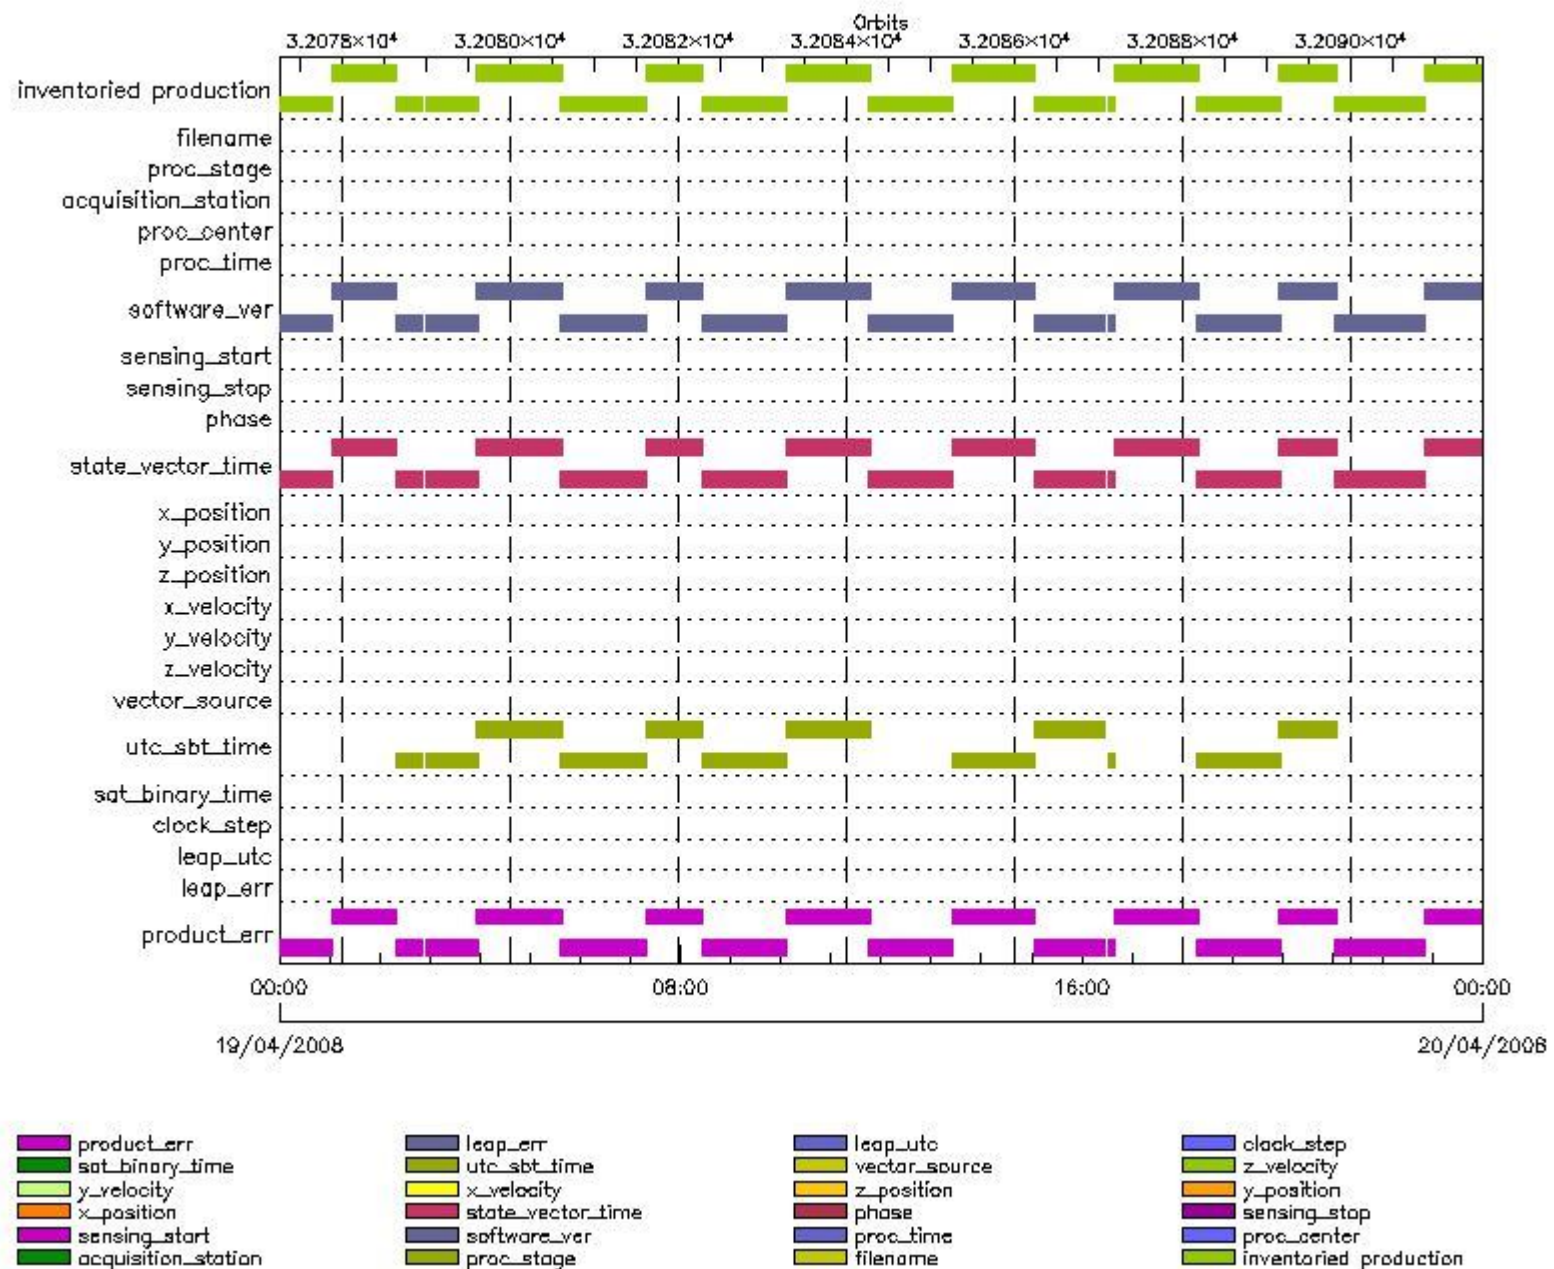 Orbits
3.2078×10⁴ 3.2080×10⁴ 3.2082×10⁴ 3.2084×10⁴ 3.2086×10⁴ 3.2088×10⁴ 3.2090×10⁴
inventoried production
filename
proc_stage
acquisition_station
proc_center
proc_time
software_ver
sensing_start
sensing_stop
phase
state_vector_time
x_position
y_position
z_position
x_velocity
y_velocity
z_velocity
vector_source
utc_sbt_time
sat_binary_time
clock_step
leap_utc
leap_err
product_err
00:00 08:00 16:00 00:00
19/04/2008 20/04/2008
product_err leap_err leap_utc clock_step
sat_binary_time utc_sbt_time vector_source z_velocity
y_velocity x_velocity z_position y_position
x_position state_vector_time phase sensing_stop
sensing_start software_ver proc_time proc_center
acquisition_station proc_stage filename inventoried production